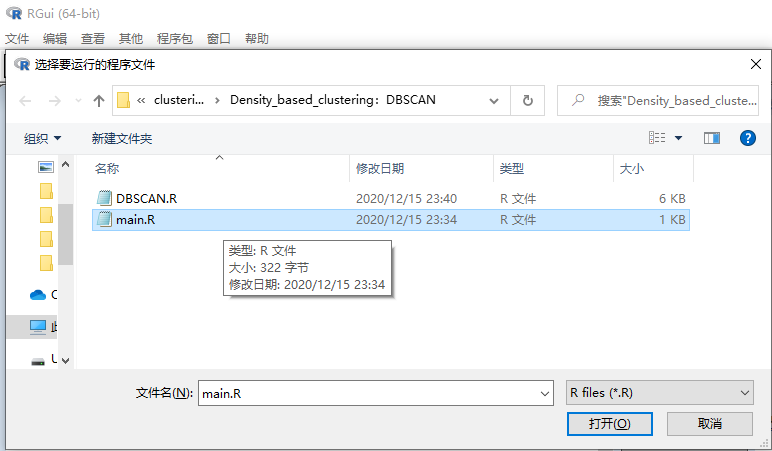 RGui (64-bit)
文件 编辑 查看 其他 程序包 窗口 帮助
选择要运行的程序文件
« clusteri... › Density_based_clustering: DBSCAN
搜索"Density_based_cluste...
组织 新建文件夹
名称 修改日期 类型 大小
DBSCAN.R 2020/12/15 23:40 R 文件 6 KB
main.R 2020/12/15 23:34 R 文件 1 KB
类型: R 文件
大小: 322 字节
修改日期: 2020/12/15 23:34
文件名(N): main.R R files (*.R)
打开(O) 取消